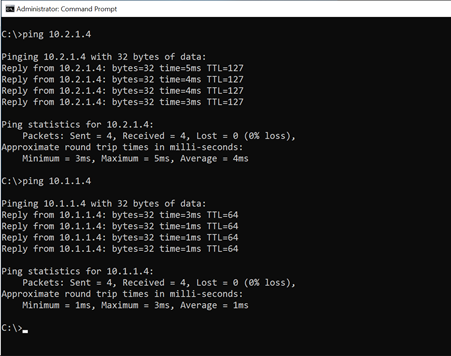 Administrator: Command Prompt
C:\>ping 10.2.1.4
Pinging 10.2.1.4 with 32 bytes of data:
Reply from 10.2.1.4: bytes=32 time=5ms TTL=127
Reply from 10.2.1.4: bytes=32 time=4ms TTL=127
Reply from 10.2.1.4: bytes=32 time=4ms TTL=127
Reply from 10.2.1.4: bytes=32 time=3ms TTL=127
Ping statistics for 10.2.1.4:
    Packets: Sent = 4, Received = 4, Lost = 0 (0% loss),
Approximate round trip times in milli-seconds:
    Minimum = 3ms, Maximum = 5ms, Average = 4ms
C:\>ping 10.1.1.4
Pinging 10.1.1.4 with 32 bytes of data:
Reply from 10.1.1.4: bytes=32 time=3ms TTL=64
Reply from 10.1.1.4: bytes=32 time=1ms TTL=64
Reply from 10.1.1.4: bytes=32 time=1ms TTL=64
Reply from 10.1.1.4: bytes=32 time=1ms TTL=64
Ping statistics for 10.1.1.4:
    Packets: Sent = 4, Received = 4, Lost = 0 (0% loss),
Approximate round trip times in milli-seconds:
    Minimum = 1ms, Maximum = 3ms, Average = 1ms
C:\>